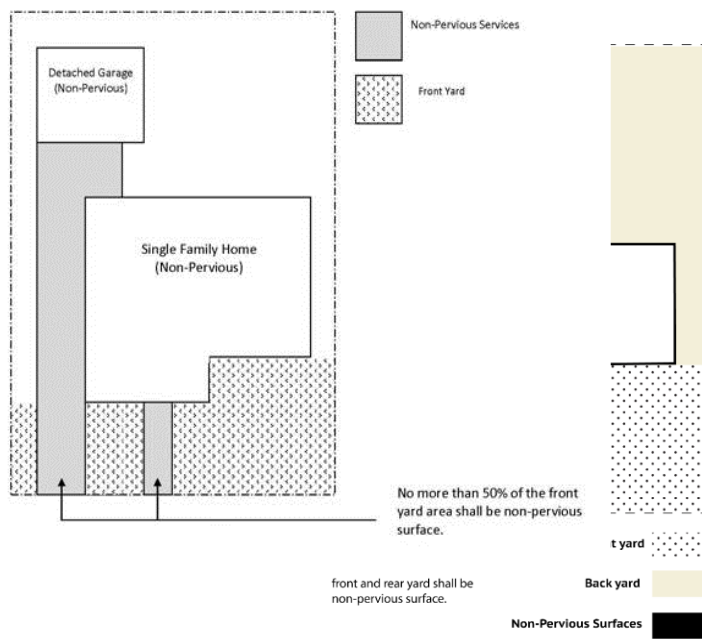 Non-Pervious Services
Detached Garage
(Non-Pervious)
Front Yard
Single Family Home
(Non-Pervious)
No more than 50% of the front
yard area shall be non-pervious
surface.
t yard
front and rear yard shall be
non-pervious surface.
Back yard
Non-Pervious Surfaces